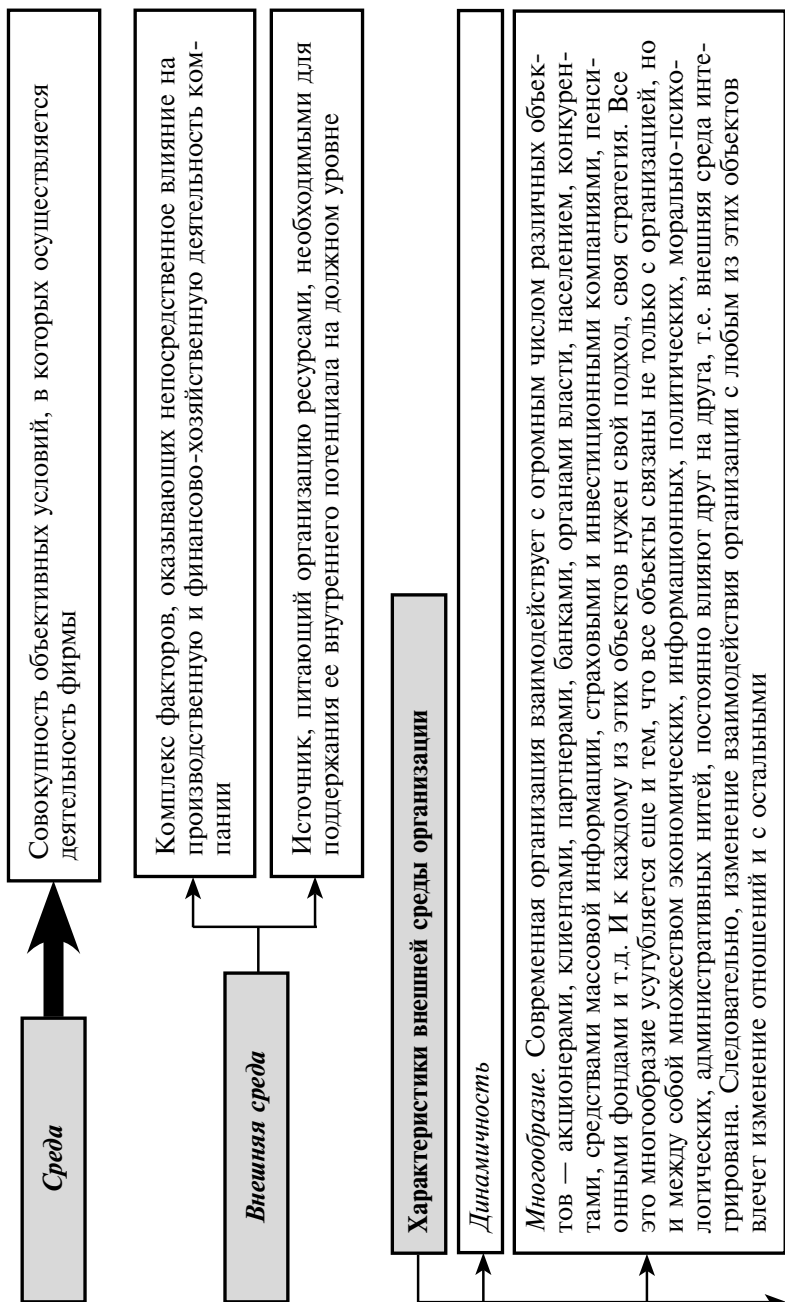 Среда
Совокупность объективных условий, в которых осуществляется
деятельность фирмы
Внешняя среда
Комплекс факторов, оказывающих непосредственное влияние на
производственную и финансово-хозяйственную деятельность ком-
пании
Источник, питающий организацию ресурсами, необходимыми для
поддержания ее внутреннего потенциала на должном уровне
Характеристики внешней среды организации
Динамичность
Многообразие. Современная организация взаимодействует с огромным числом различных объек-
тов — акционерами, клиентами, партнерами, банками, органами власти, населением, конкурен-
тами, средствами массовой информации, страховыми и инвестиционными компаниями, пенси-
онными фондами и т.д. И к каждому из этих объектов нужен свой подход, своя стратегия. Все
это многообразие усугубляется еще и тем, что все объекты связаны не только с организацией, но
и между собой множеством экономических, информационных, политических, морально-психо-
логических, административных нитей, постоянно влияют друг на друга, т.е. внешняя среда инте-
грирована. Следовательно, изменение взаимодействия организации с любым из этих объектов
влечет изменение отношений и с остальными